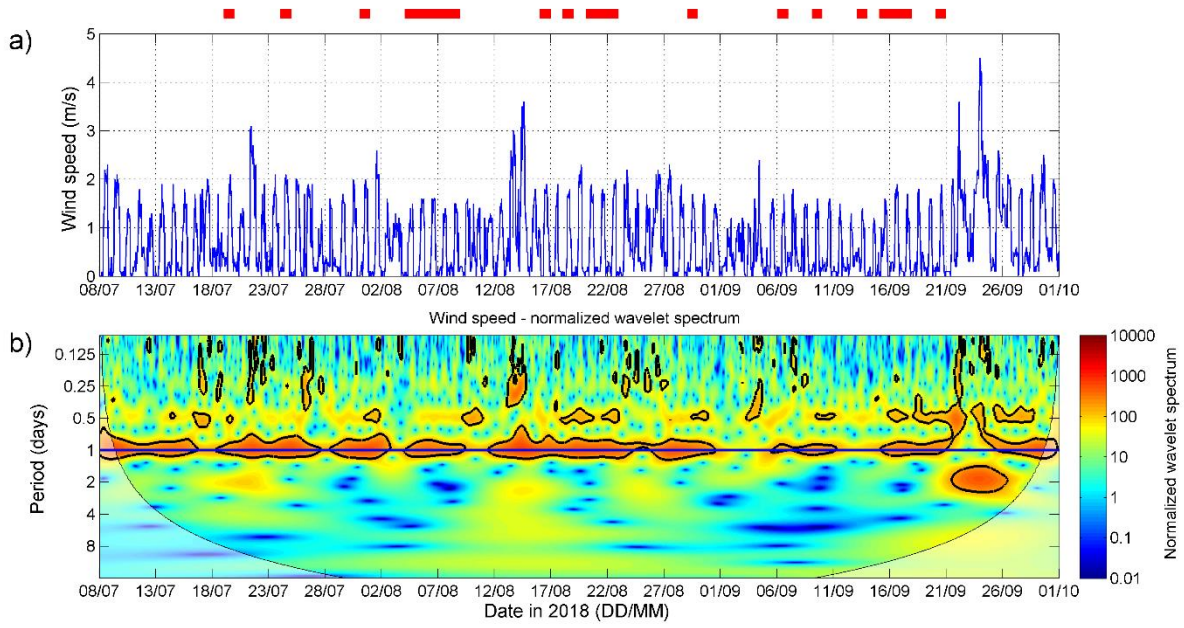 a)
5
4
3
2
1
0
Wind speed (m/s)
08/07 13/07 18/07 23/07 28/07 02/08 07/08 12/08 17/08 22/08 27/08 01/09 06/09 11/09 16/09 21/09 26/09 01/10
Wind speed - normalized wavelet spectrum
b)
0.125
0.25
0.5
1
2
4
8
Period (days)
08/07 13/07 18/07 23/07 28/07 02/08 07/08 12/08 17/08 22/08 27/08 01/09 06/09 11/09 16/09 21/09 26/09 01/10
Date in 2018 (DD/MM)
10000
1000
100
10
1
0.1
0.01
Normalized wavelet spectrum